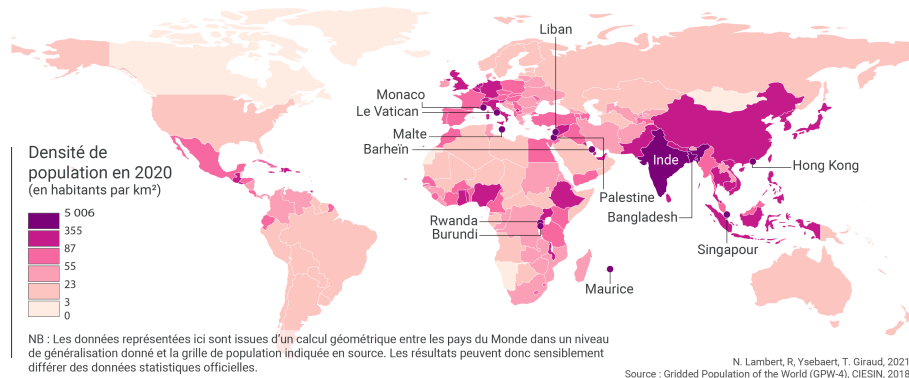 Liban
Monaco
Le Vatican
Malte
Barheïn
Densité de
population en 2020
(en habitants par km²)
5 006
355
87
55
23
3
0
Inde
Hong Kong
Palestine
Bangladesh
Rwanda
Burundi
Singapour
Maurice
NB : Les données représentées ici sont issues d'un calcul géométrique entre les pays du Monde dans un niveau
de généralisation donné et la grille de population indiquée en source. Les résultats peuvent donc sensiblement
différer des données statistiques officielles.
N. Lambert, R, Ysebaert, T. Giraud, 2021
Source : Gridded Population of the World (GPW-4), CIESIN, 2018